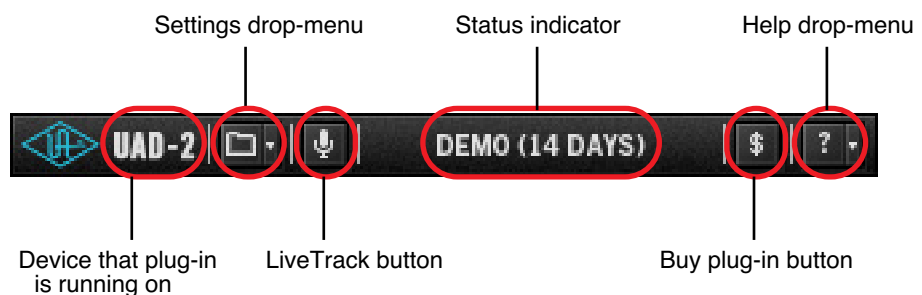 Settings drop-menu
Status indicator
Help drop-menu
UA
UAD-2
DEMO (14 DAYS)
$
?
Device that plug-in
is running on
LiveTrack button
Buy plug-in button